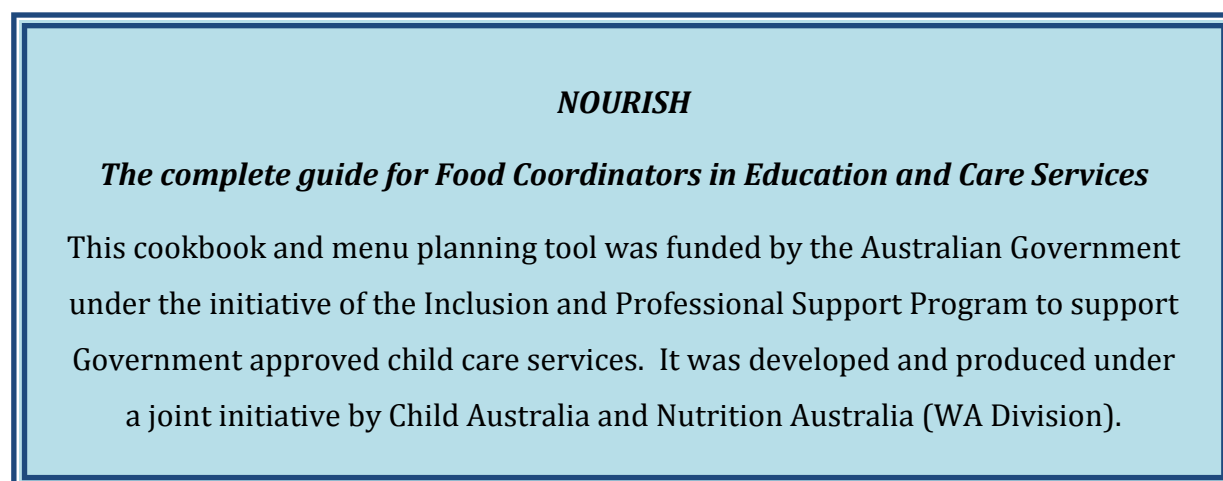 NOURISH
The complete guide for Food Coordinators in Education and Care Services
This cookbook and menu planning tool was funded by the Australian Government
under the initiative of the Inclusion and Professional Support Program to support
Government approved child care services.  It was developed and produced under
a joint initiative by Child Australia and Nutrition Australia (WA Division).